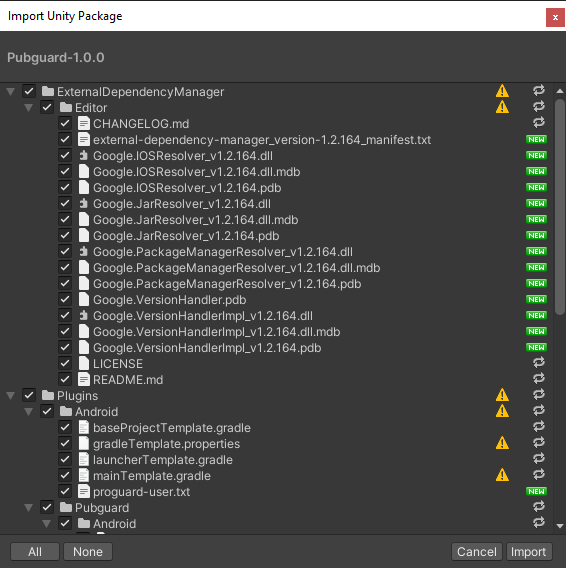 Import Unity Package
x
Pubguard-1.0.0
ExternalDependencyManager
Editor
CHANGELOG.md
external-dependency-manager_version-1.2.164_manifest.txt NEW
Google.IOSResolver_v1.2.164.dll NEW
Google.IOSResolver_v1.2.164.dll.mdb NEW
Google.IOSResolver_v1.2.164.pdb NEW
Google.JarResolver_v1.2.164.dll NEW
Google.JarResolver_v1.2.164.dll.mdb NEW
Google.JarResolver_v1.2.164.pdb NEW
Google.PackageManagerResolver_v1.2.164.dll NEW
Google.PackageManagerResolver_v1.2.164.dll.mdb NEW
Google.PackageManagerResolver_v1.2.164.pdb NEW
Google.VersionHandler.pdb NEW
Google.VersionHandlerImpl_v1.2.164.dll NEW
Google.VersionHandlerImpl_v1.2.164.dll.mdb NEW
Google.VersionHandlerImpl_v1.2.164.pdb NEW
LICENSE
README.md
Plugins
Android
baseProjectTemplate.gradle
gradleTemplate.properties
launcherTemplate.gradle
mainTemplate.gradle
proguard-user.txt NEW
Pubguard
Android
All None Cancel Import